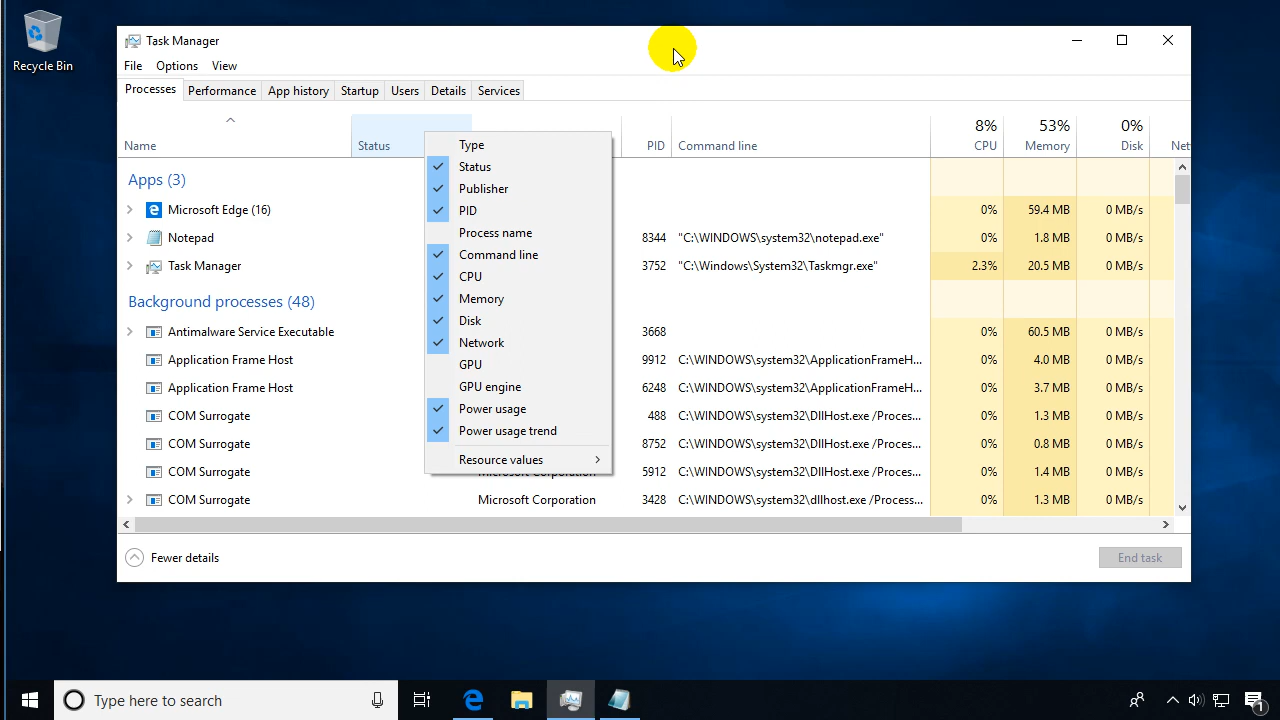 Recycle Bin
Task Manager
File Options View
Processes Performance App history Startup Users Details Services
8% 53% 0%
Name Status PID Command line CPU Memory Disk Net
Type
Status
Publisher
PID
Process name
Command line
CPU
Memory
Disk
Network
GPU
GPU engine
Power usage
Power usage trend
Resource values
Apps (3)
Microsoft Edge (16) 0% 59.4 MB 0 MB/s
Notepad 8344 "C:\WINDOWS\system32\notepad.exe" 0% 1.8 MB 0 MB/s
Task Manager 3752 "C:\Windows\System32\Taskmgr.exe" 2.3% 20.5 MB 0 MB/s
Background processes (48)
Antimalware Service Executable 3668 0% 60.5 MB 0 MB/s
Application Frame Host 9912 C:\WINDOWS\system32\ApplicationFrameH... 0% 4.0 MB 0 MB/s
Application Frame Host 6248 C:\WINDOWS\system32\ApplicationFrameH... 0% 3.7 MB 0 MB/s
COM Surrogate 488 C:\WINDOWS\system32\DllHost.exe /Proces... 0% 1.3 MB 0 MB/s
COM Surrogate 8752 C:\WINDOWS\system32\DllHost.exe /Proces... 0% 0.8 MB 0 MB/s
COM Surrogate Microsoft Corporation 5912 C:\WINDOWS\system32\DllHost.exe /Proces... 0% 1.4 MB 0 MB/s
COM Surrogate Microsoft Corporation 3428 C:\WINDOWS\system32\dllhost.exe /Process... 0% 1.3 MB 0 MB/s
Fewer details End task
Type here to search
1